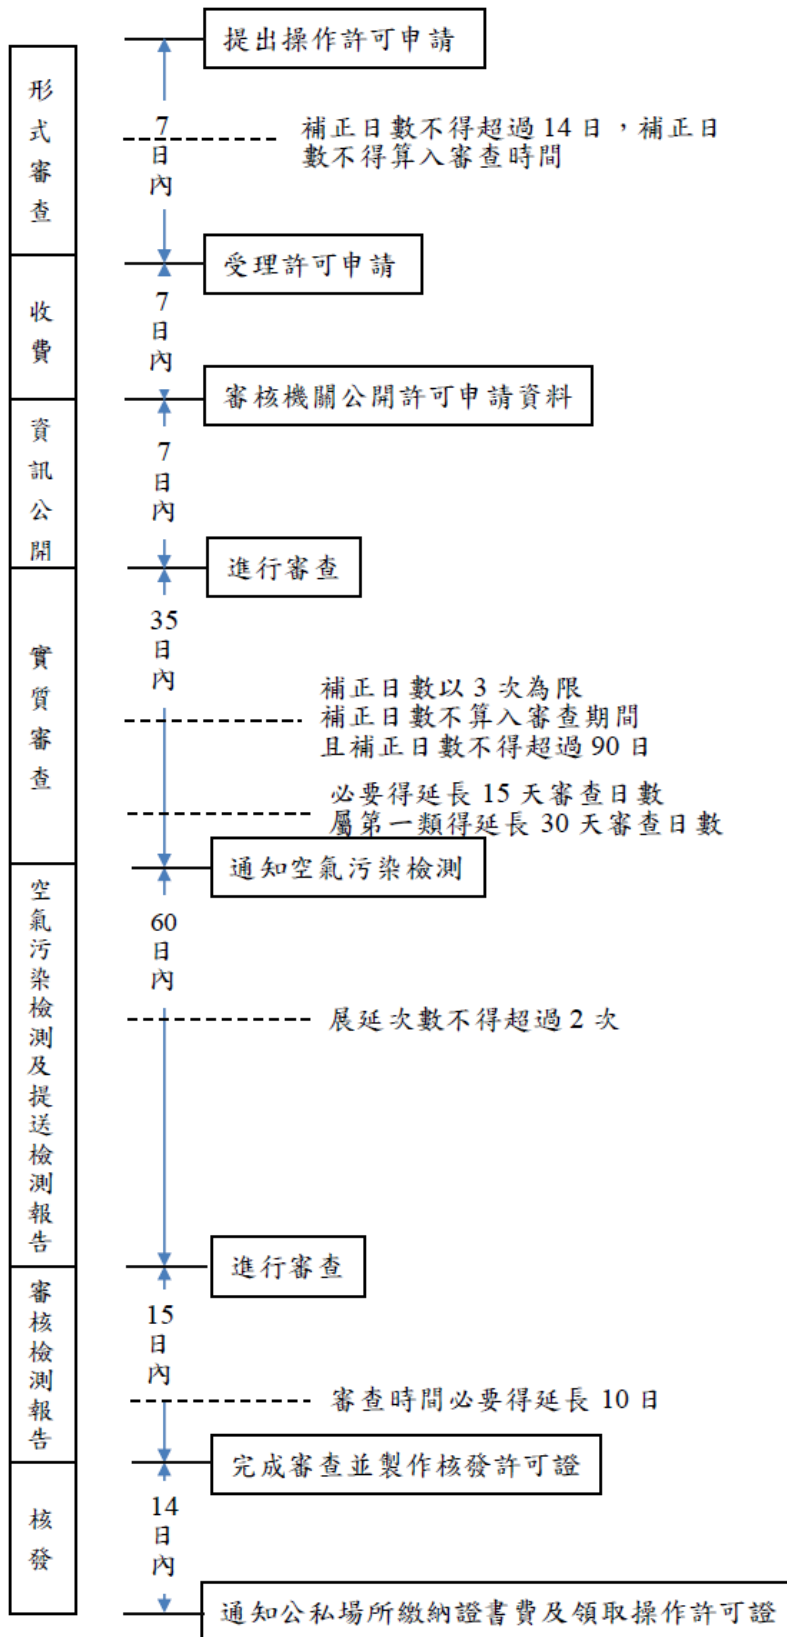 提出操作許可申請
形式審查
7日內
補正日數不得超過 14 日，補正日
數不得算入審查時間
受理許可申請
收費
7日內
審核機關公開許可申請資料
資訊公開
7日內
進行審查
實質審查
35日內
補正日數以 3 次為限
補正日數不算入審查期間
且補正日數不得超過 90 日
必要得延長 15 天審查日數
屬第一類得延長 30 天審查日數
通知空氣污染檢測
空氣污染檢測及提送檢測報告
60日內
展延次數不得超過 2 次
進行審查
審核檢測報告
15日內
審查時間必要得延長 10 日
完成審查並製作核發許可證
核發
14日內
通知公私場所繳納證書費及領取操作許可證